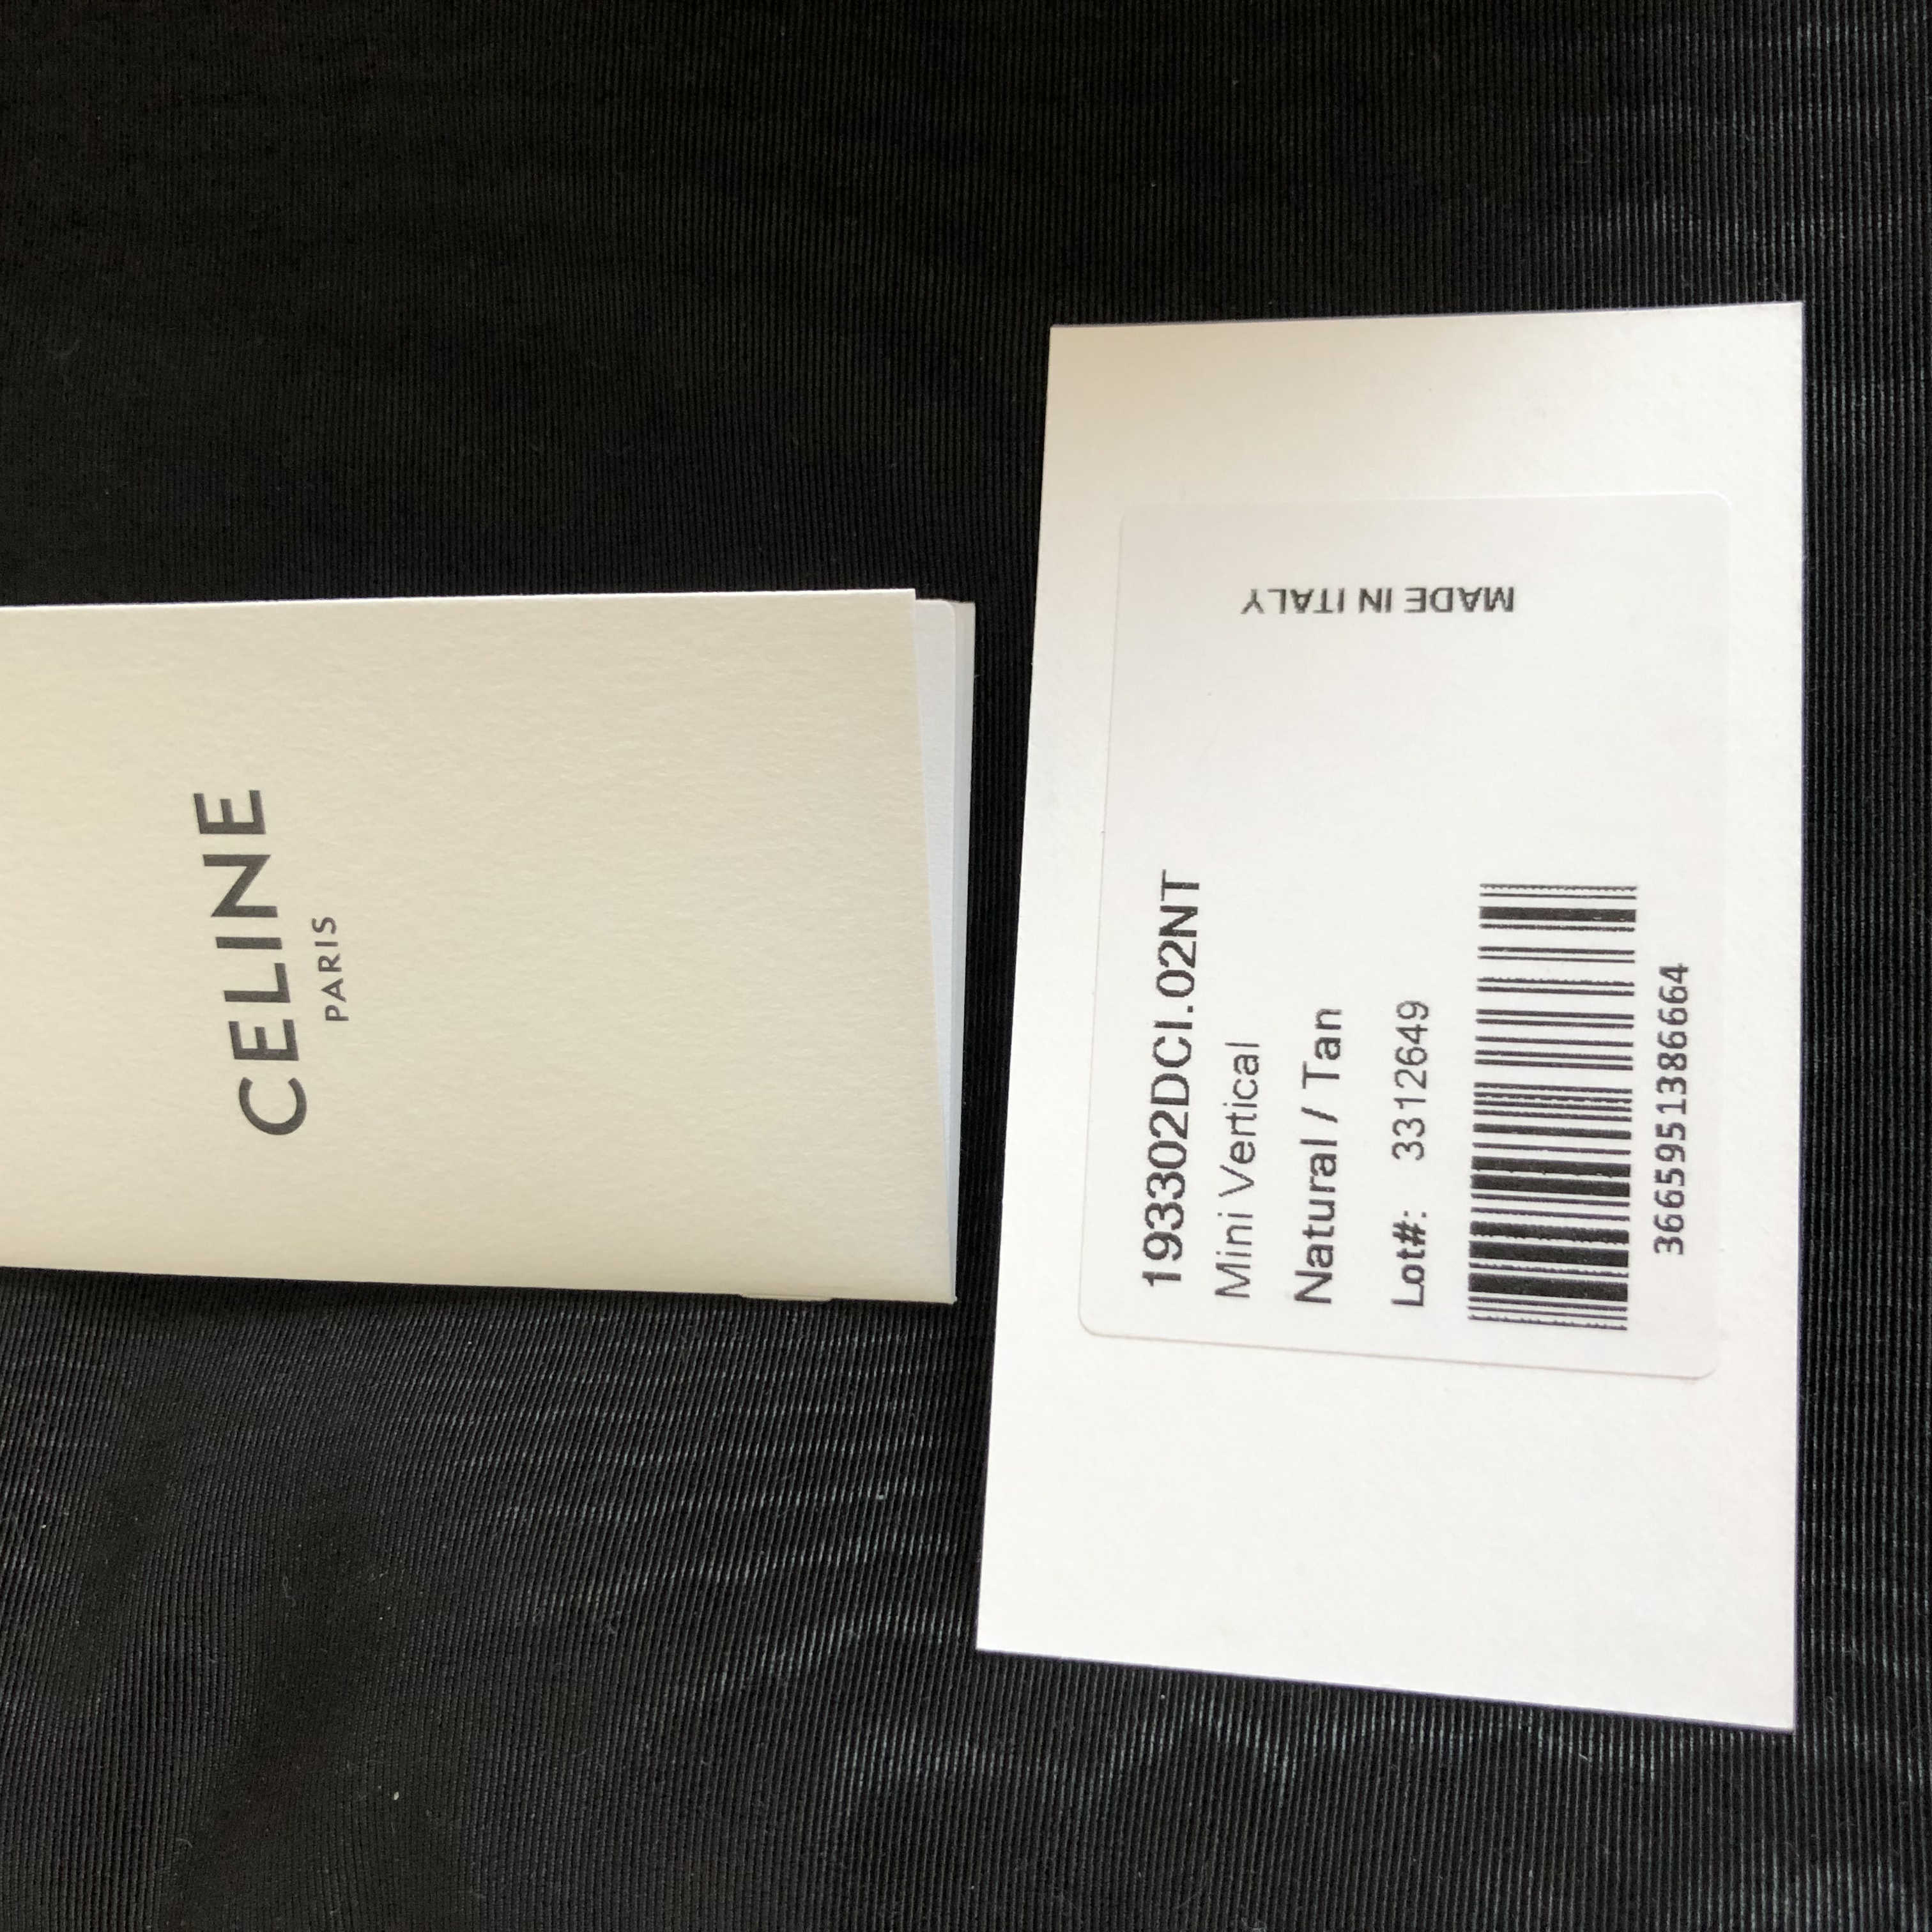 CELINE
PARIS
193302DCI.02NT
Mini Vertical
Natural / Tan
Lot#: 3312649
3665951386664
MADE IN ITALY